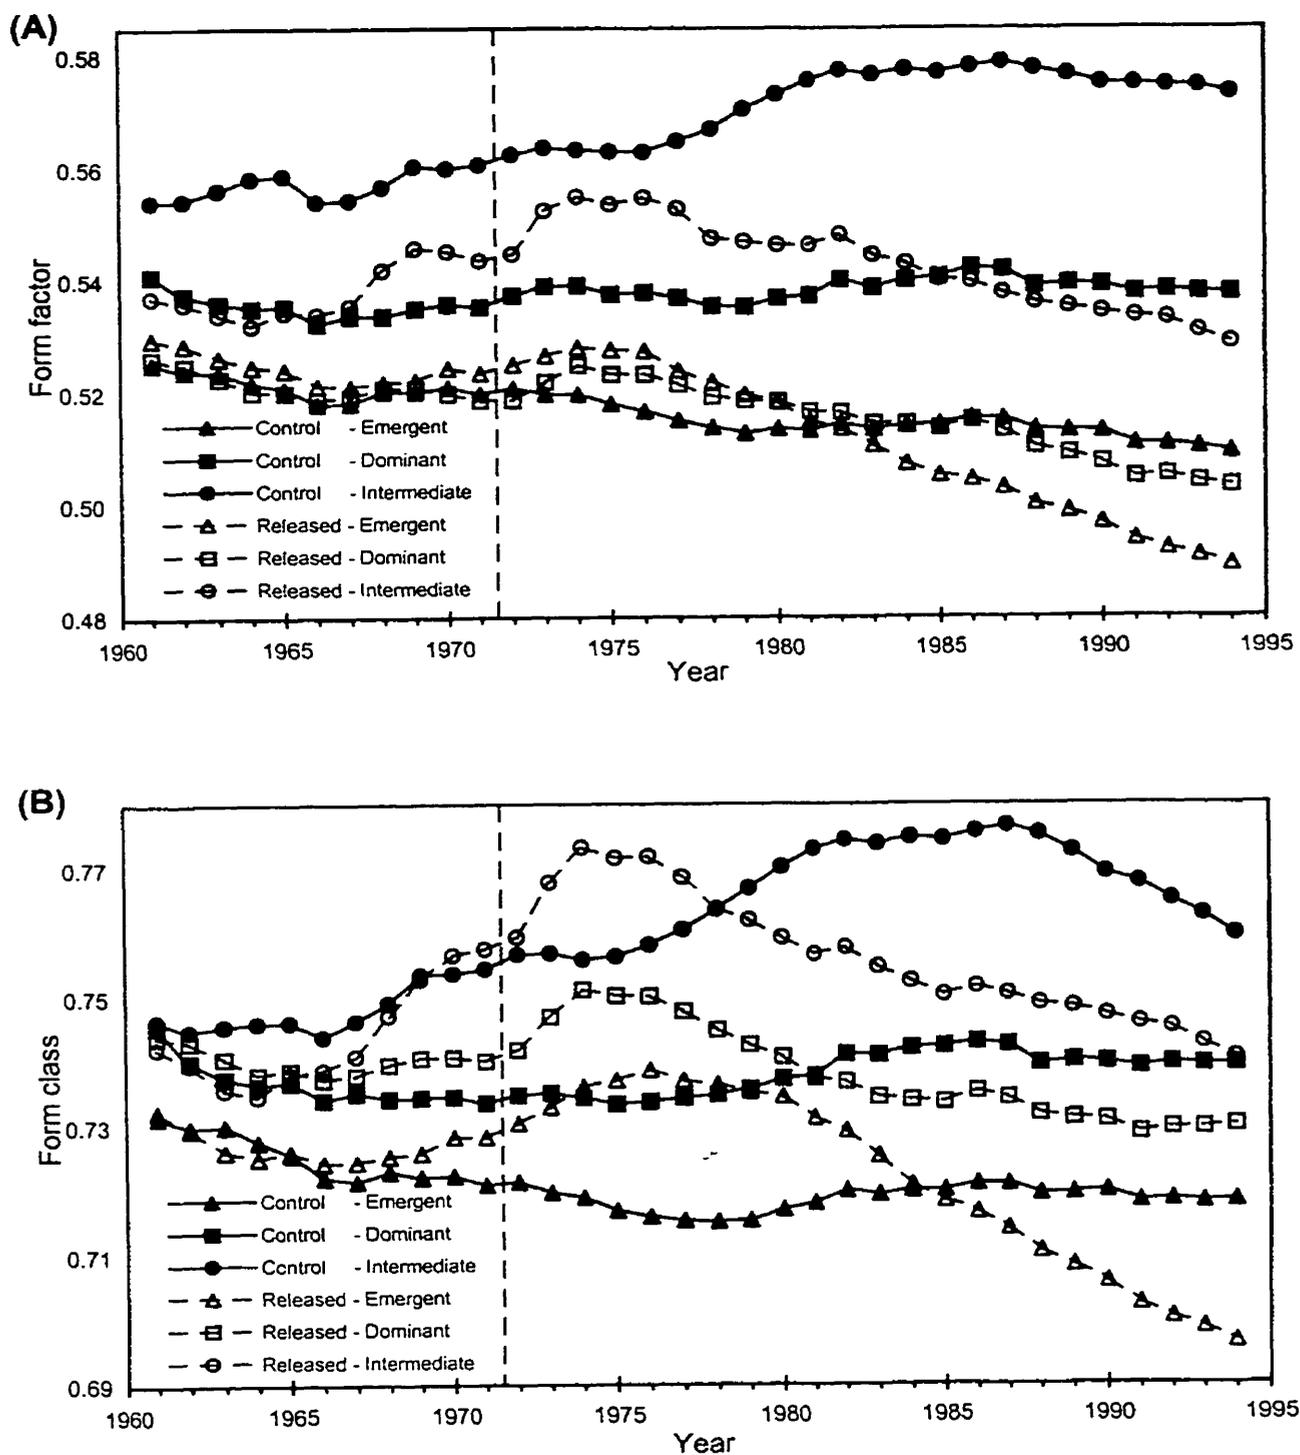 (A)
0.58
0.56
0.54
0.52
0.50
0.48
Form factor
Control - Emergent
Control - Dominant
Control - Intermediate
Released - Emergent
Released - Dominant
Released - Intermediate
1960 1965 1970 1975 1980 1985 1990 1995
Year
(B)
0.77
0.75
0.73
0.71
0.69
Form class
Control - Emergent
Control - Dominant
Control - Intermediate
Released - Emergent
Released - Dominant
Released - Intermediate
1960 1965 1970 1975 1980 1985 1990 1995
Year